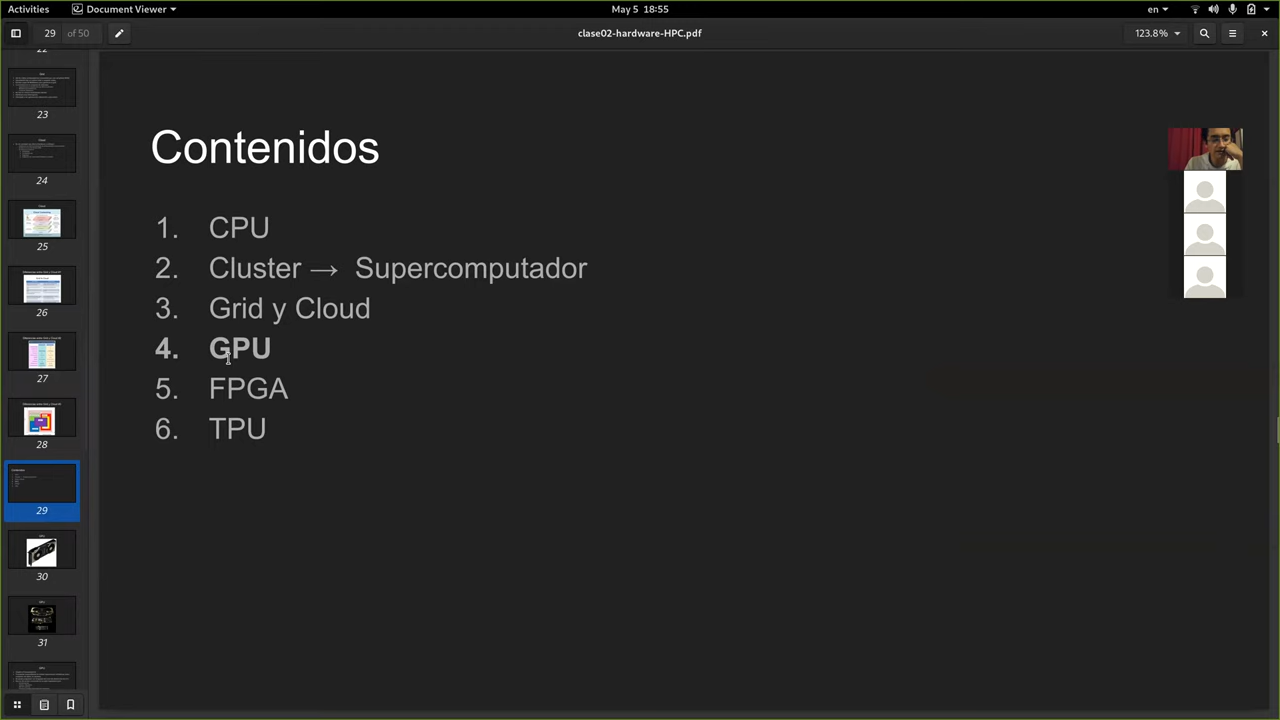 Activities
Document Viewer
May 5 18:55
en
29 of 50
clase02-hardware-HPC.pdf
123.8%
22
23
24
25
26
27
28
29
30
31
Contenidos
1. CPU
2. Cluster → Supercomputador
3. Grid y Cloud
4. GPU
5. FPGA
6. TPU